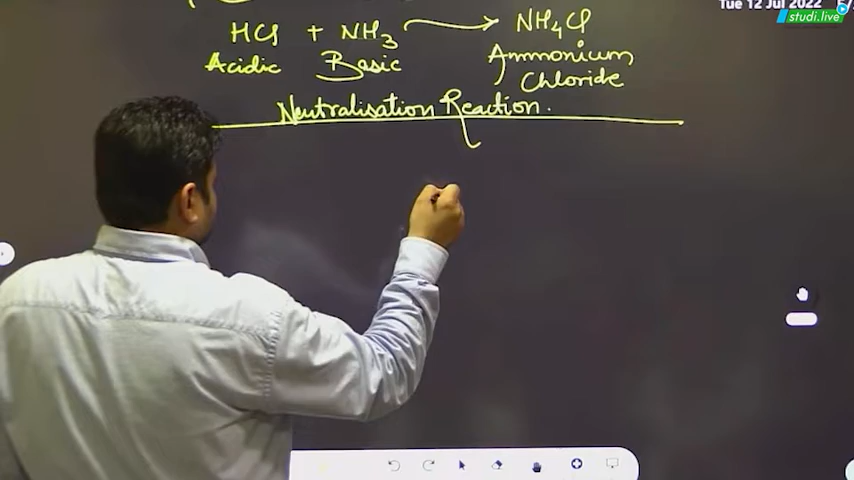 Tue 12 Jul 2022
studi.live
HCl + NH₃ → NH₄Cl
Acidic Basic Ammonium
Chloride
Neutralisation Reaction.